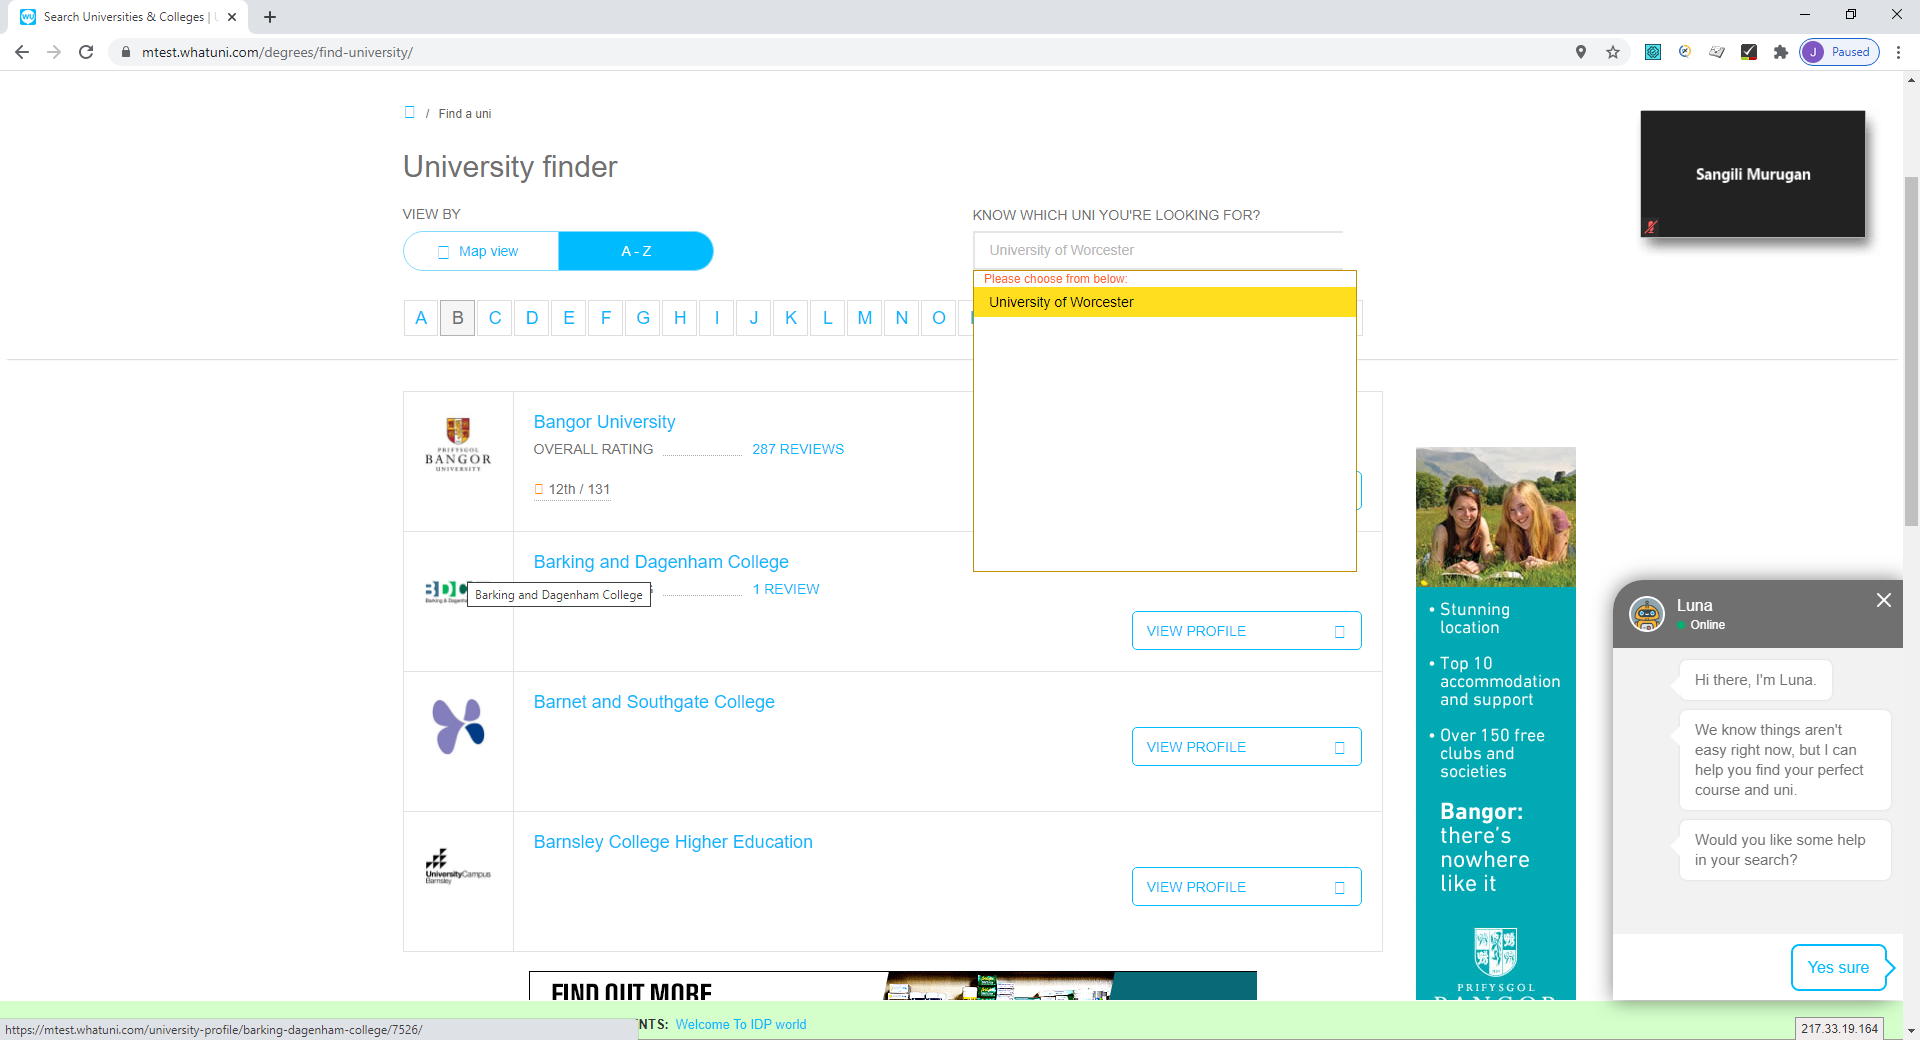 Search Universities & Colleges |
mtest.whatuni.com/degrees/find-university/
J Paused
/ Find a uni
University finder
VIEW BY
Map view
A - Z
KNOW WHICH UNI YOU'RE LOOKING FOR?
University of Worcester
Please choose from below:
University of Worcester
A B C D E F G H I J K L M N O
Sangili Murugan
PRIFYSGOL
BANGOR
UNIVERSITY
Bangor University
OVERALL RATING 287 REVIEWS
12th / 131
Barking and Dagenham College
1 REVIEW
BDC
Barking and Dagenham College
VIEW PROFILE
Barnet and Southgate College
VIEW PROFILE
Barnsley College Higher Education
UniversityCampus
Barnsley
VIEW PROFILE
• Stunning
location
• Top 10
accommodation
and support
• Over 150 free
clubs and
societies
Bangor:
there's
nowhere
like it
PRIFYSGOL
BANGOR
Luna
Online
Hi there, I'm Luna.
We know things aren't
easy right now, but I can
help you find your perfect
course and uni.
Would you like some help
in your search?
Yes sure
FIND OUT MORE
NTS: Welcome To IDP world
https://mtest.whatuni.com/university-profile/barking-dagenham-college/7526/
217.33.19.164